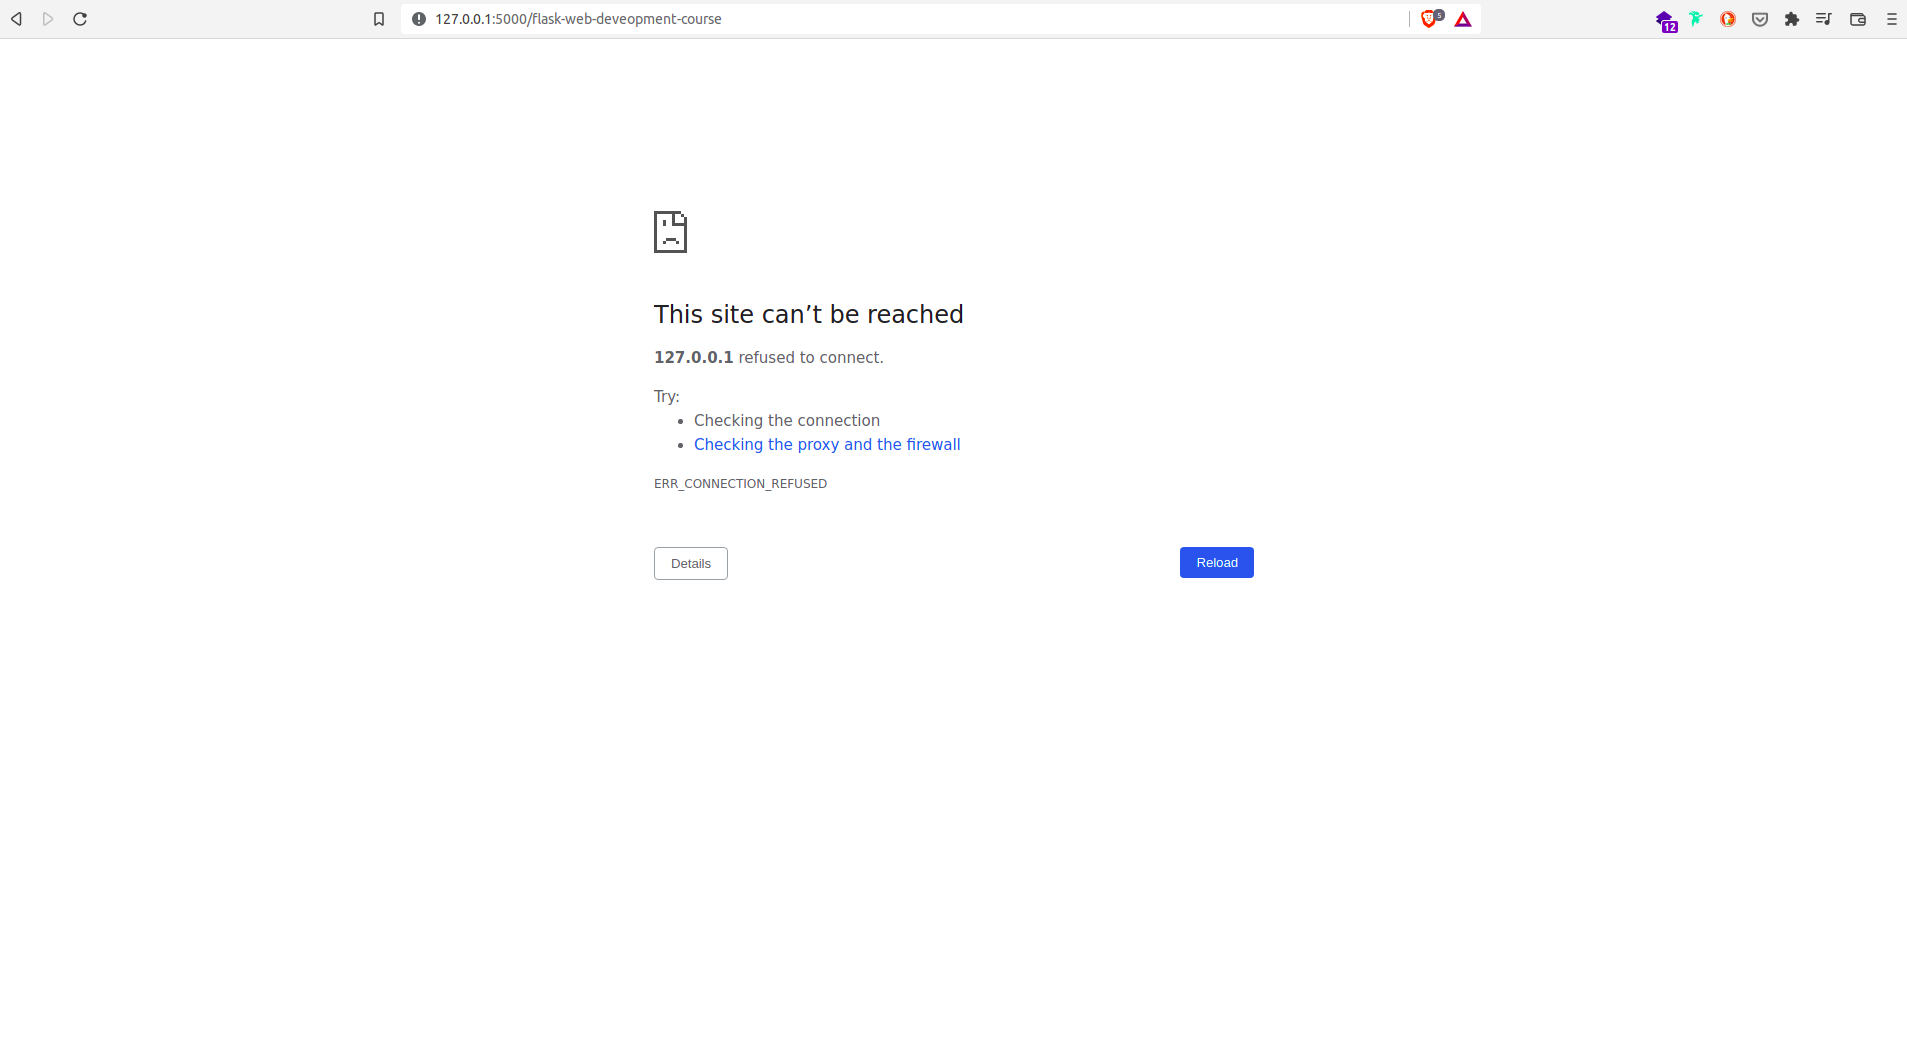 127.0.0.1:5000/flask-web-deveopment-course
5
12
This site can’t be reached
127.0.0.1 refused to connect.
Try:
Checking the connection
Checking the proxy and the firewall
ERR_CONNECTION_REFUSED
Details
Reload